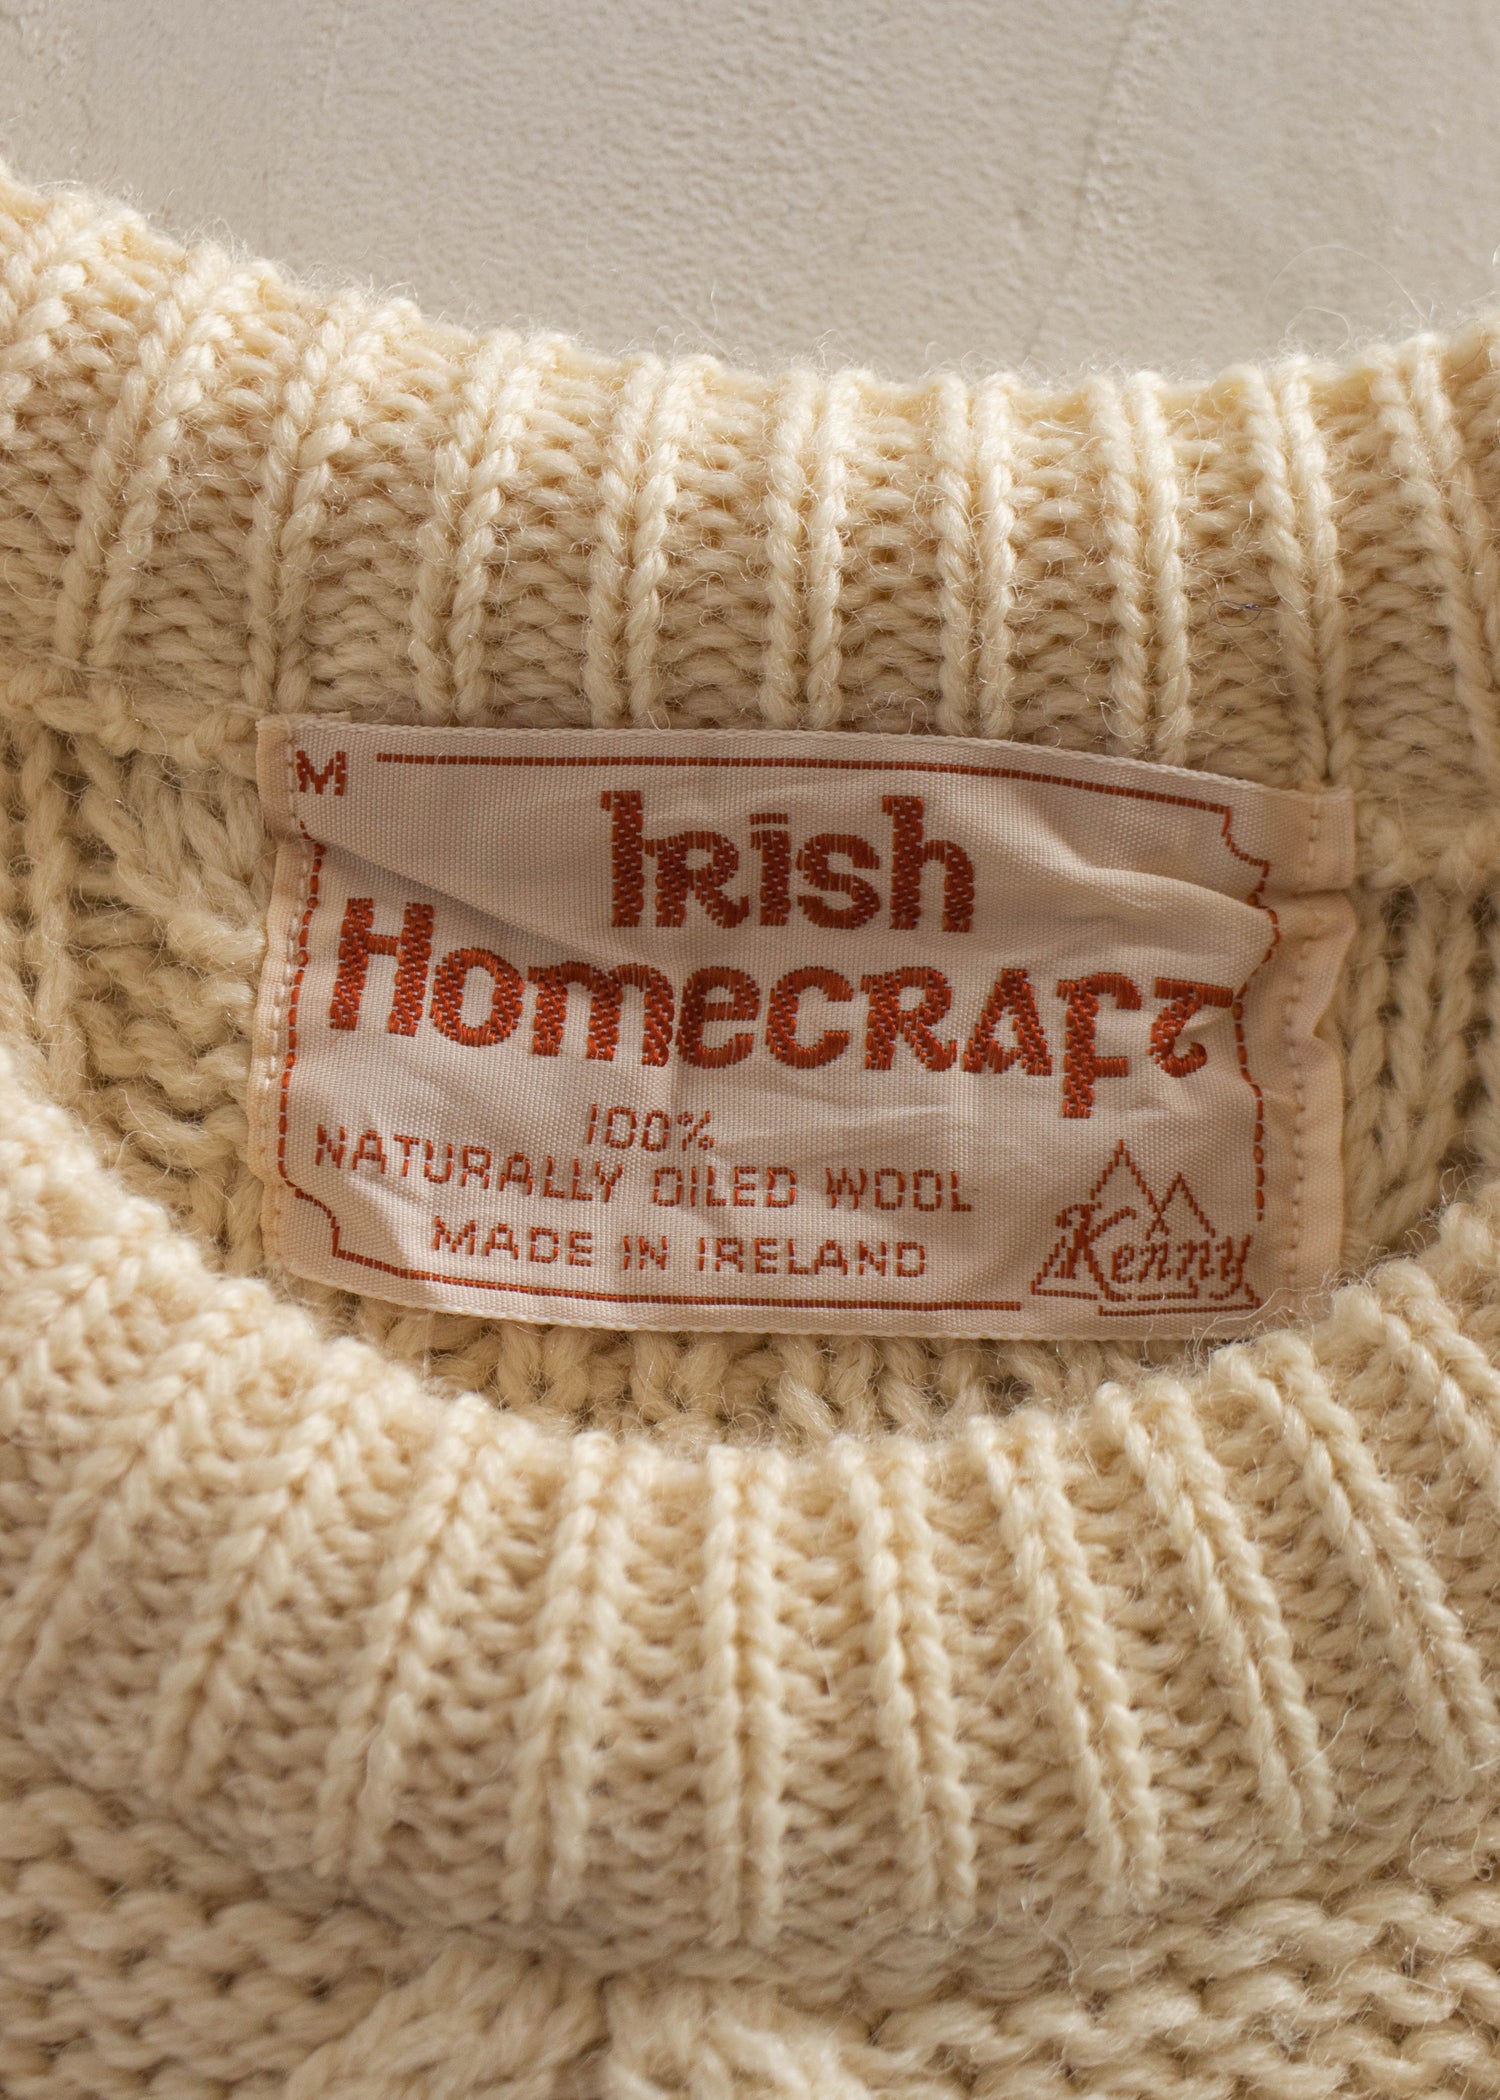 M
Irish
Homecraft
100%
NATURALLY OILED WOOL
MADE IN IRELAND
Kenny